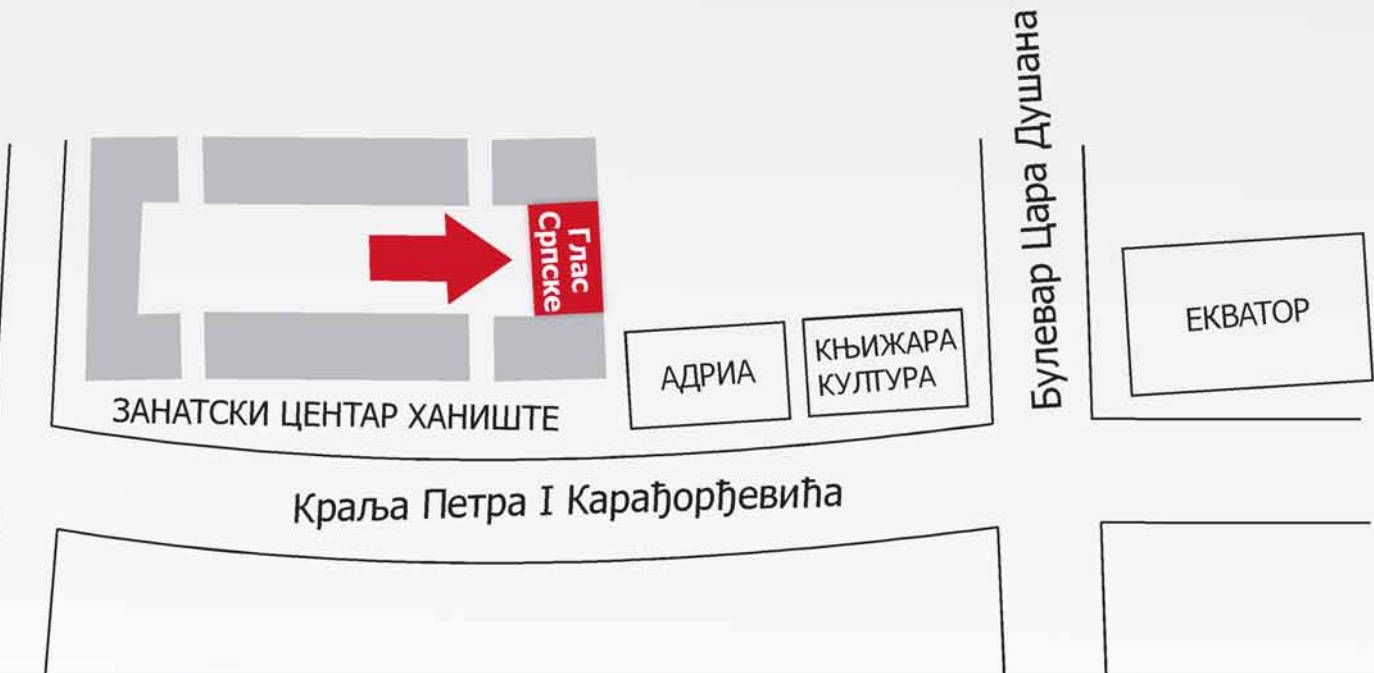 Булевар Цара Душана
Глас
Српске
ЕКВАТОР
АДРИА
КЊИЖАРА
КУЛТУРА
ЗАНАТСКИ ЦЕНТАР ХАНИШТЕ
Краља Петра I Карађорђевића